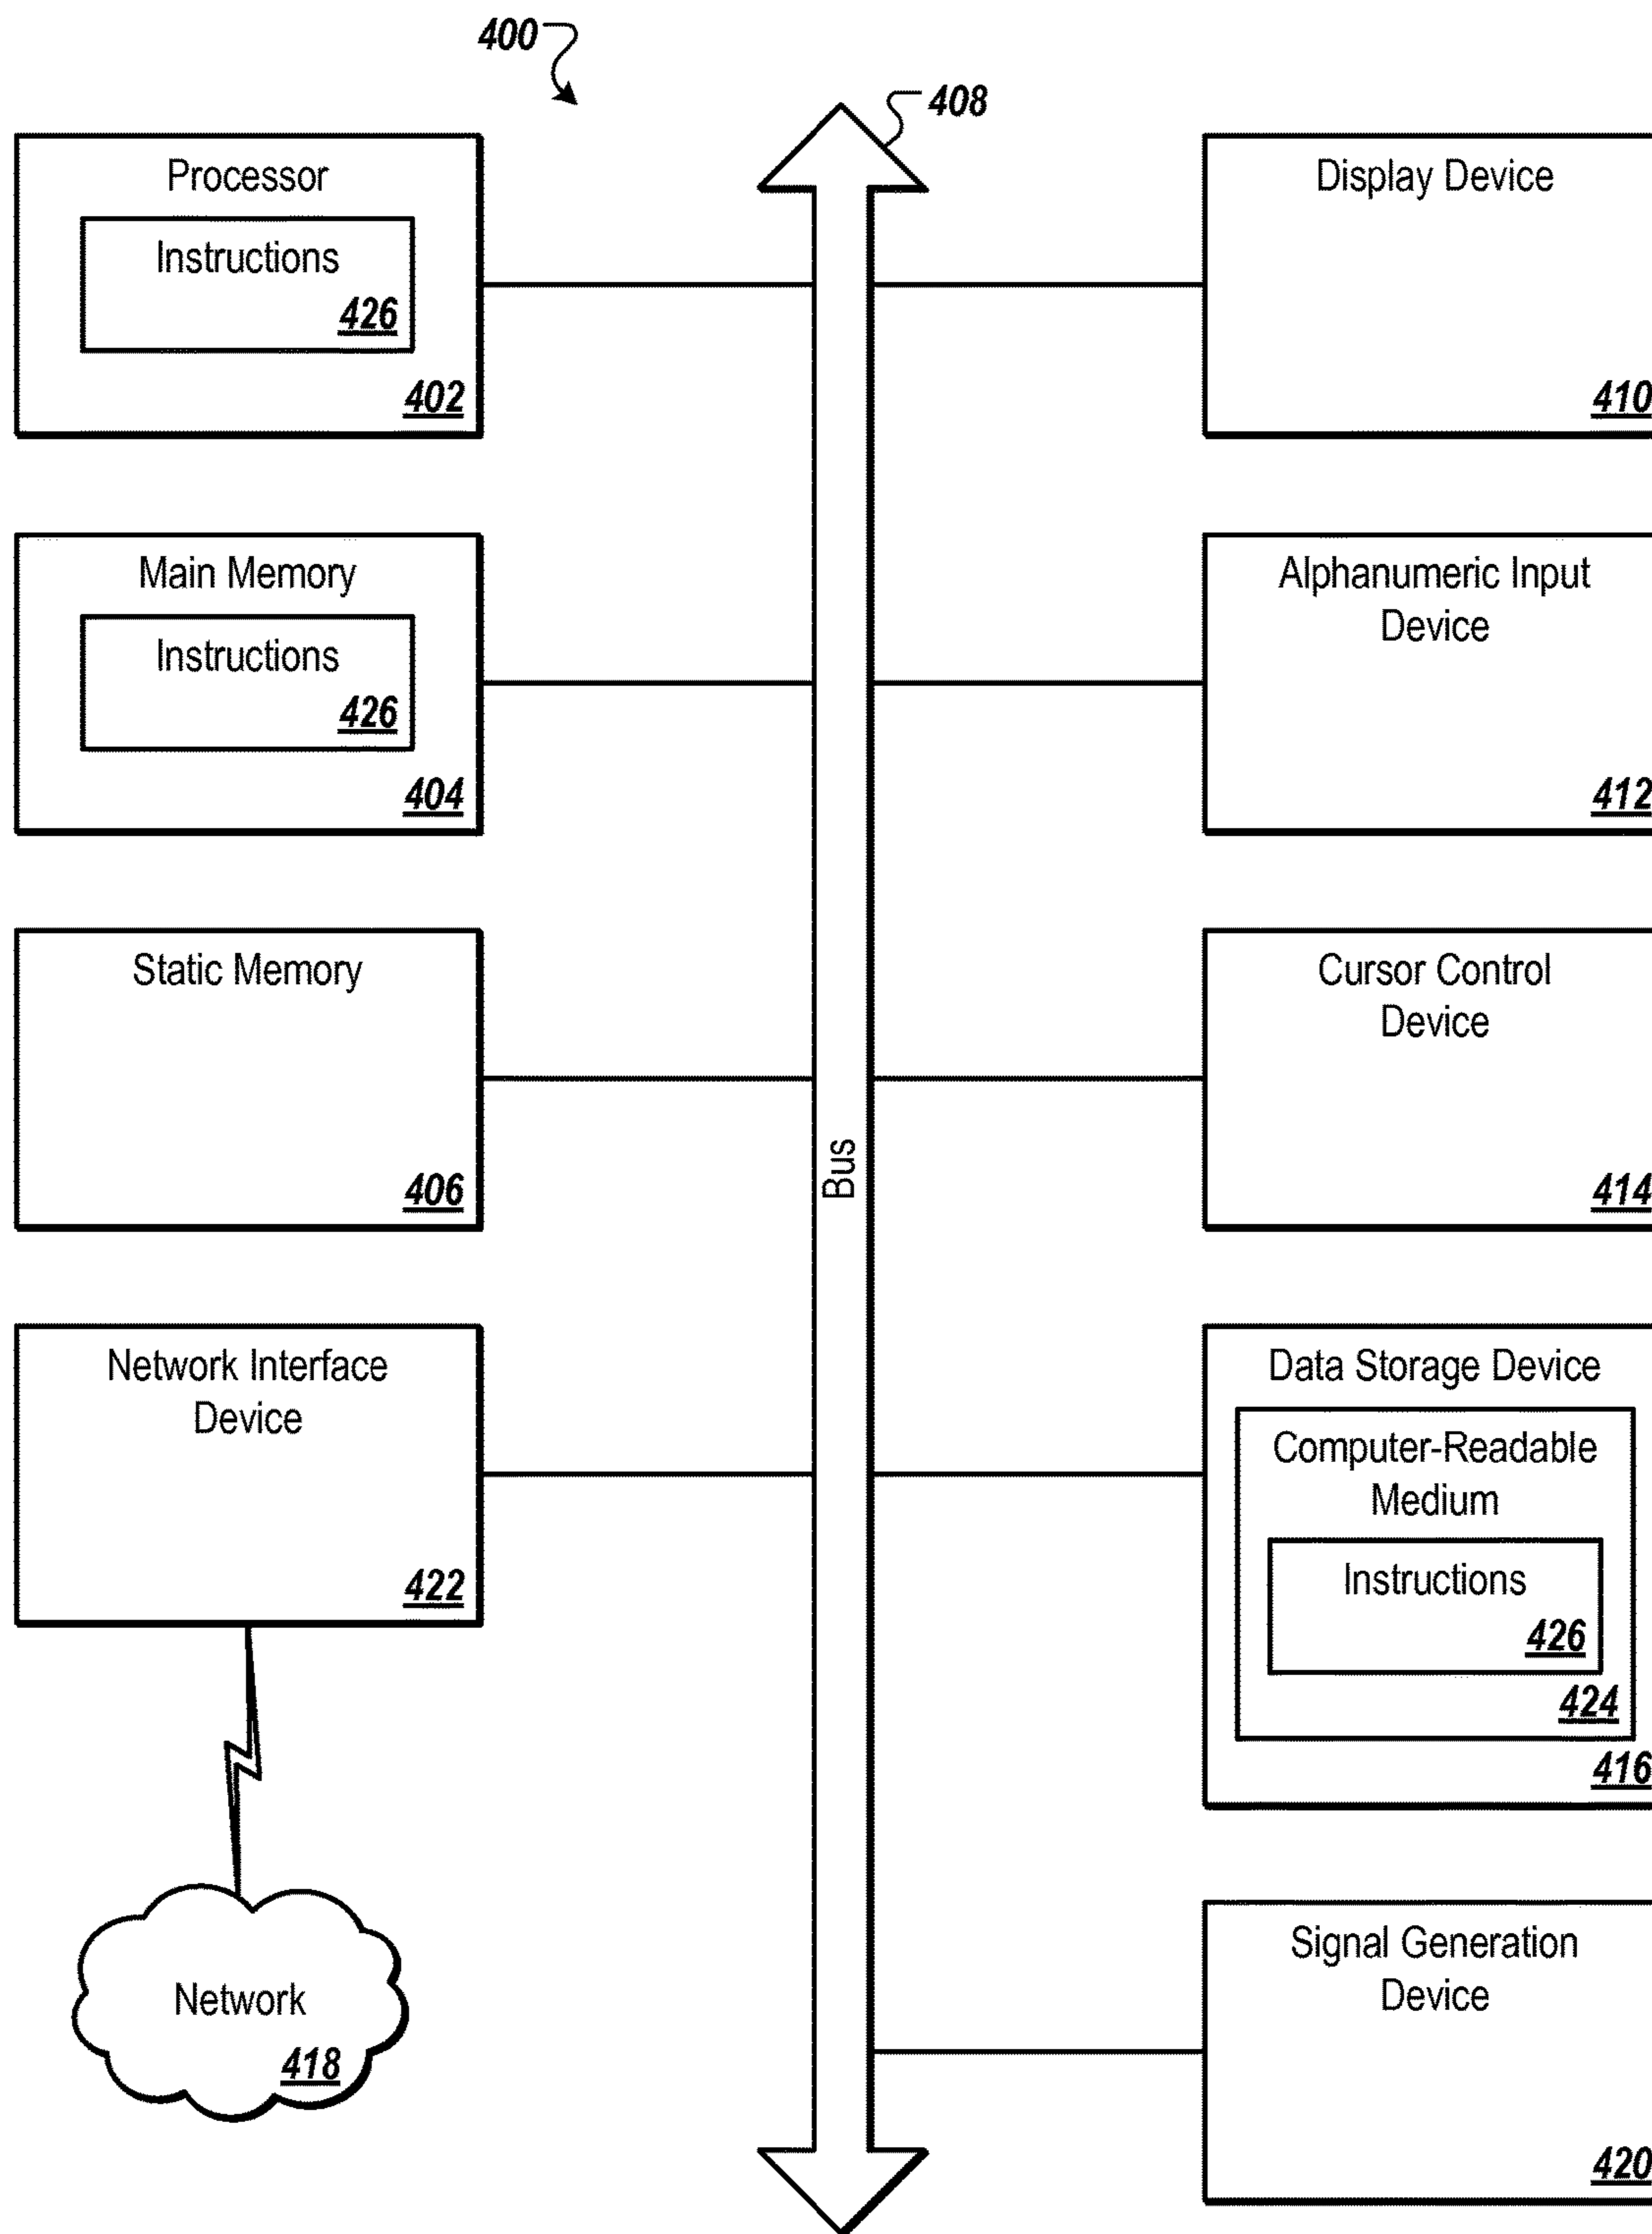 400
408
Processor
Instructions
426
402
Main Memory
Instructions
426
404
Static Memory
406
Network Interface
Device
422
Network
418
Bus
Display Device
410
Alphanumeric Input
Device
412
Cursor Control
Device
414
Data Storage Device
Computer-Readable
Medium
Instructions
426
424
416
Signal Generation
Device
420